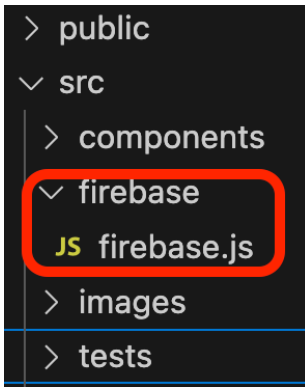 public
src
components
firebase
JS firebase.js
images
tests